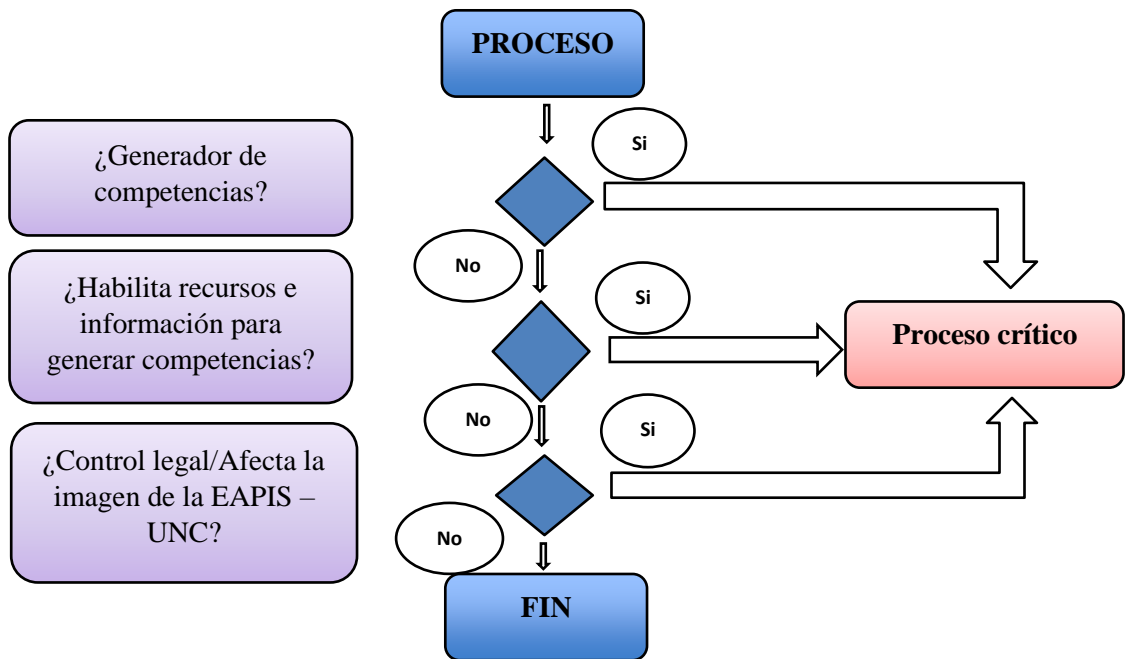 PROCESO
¿Generador de
competencias?
Si
No
¿Habilita recursos e
información para
generar competencias?
Si
Proceso crítico
No
¿Control legal/Afecta la
imagen de la EAPIS –
UNC?
Si
No
FIN